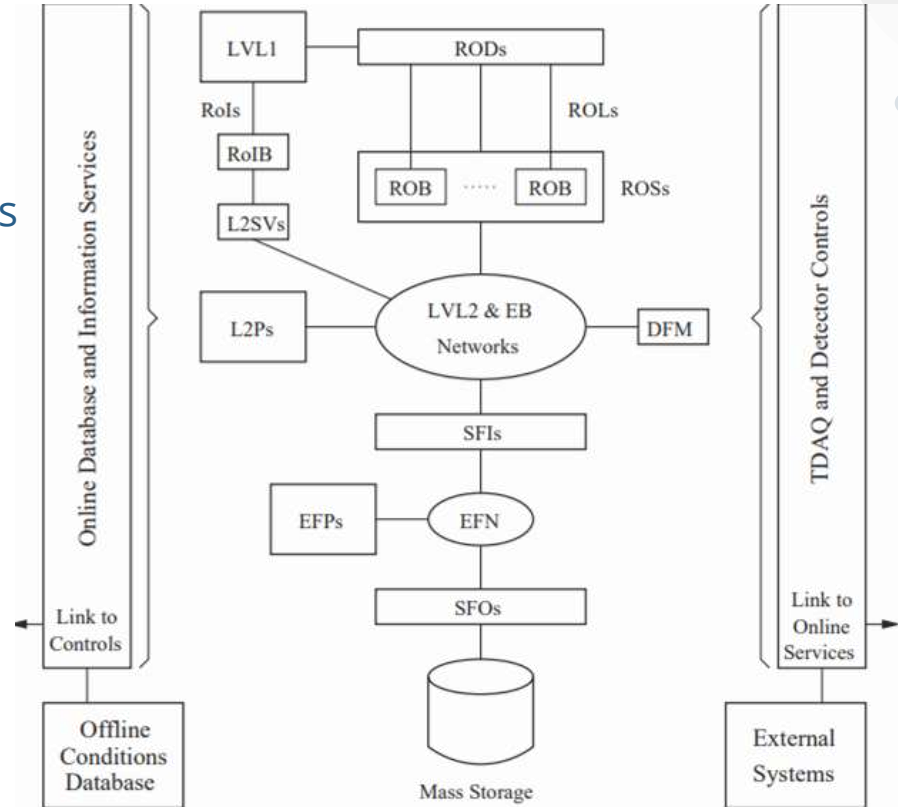 Online Database and Information Services
Link to
Controls
Offline
Conditions
Database
s
LVL1
RODs
RoIs
ROLs
RoIB
ROB
.....
ROB
ROSs
L2SVs
L2Ps
LVL2 & EB
Networks
DFM
SFIs
EFPs
EFN
SFOs
Mass Storage
TDAQ and Detector Controls
Link to
Online
Services
External
Systems